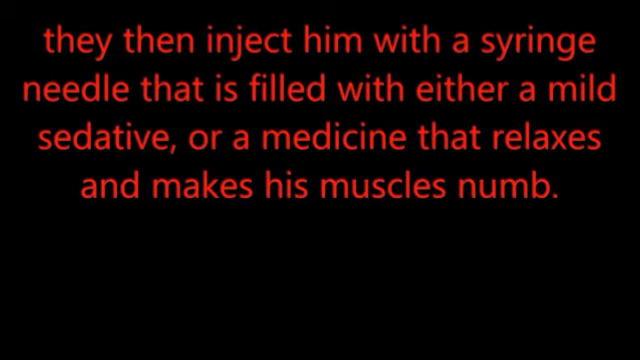 they then inject him with a syringe
needle that is filled with either a mild
sedative, or a medicine that relaxes
and makes his muscles numb.